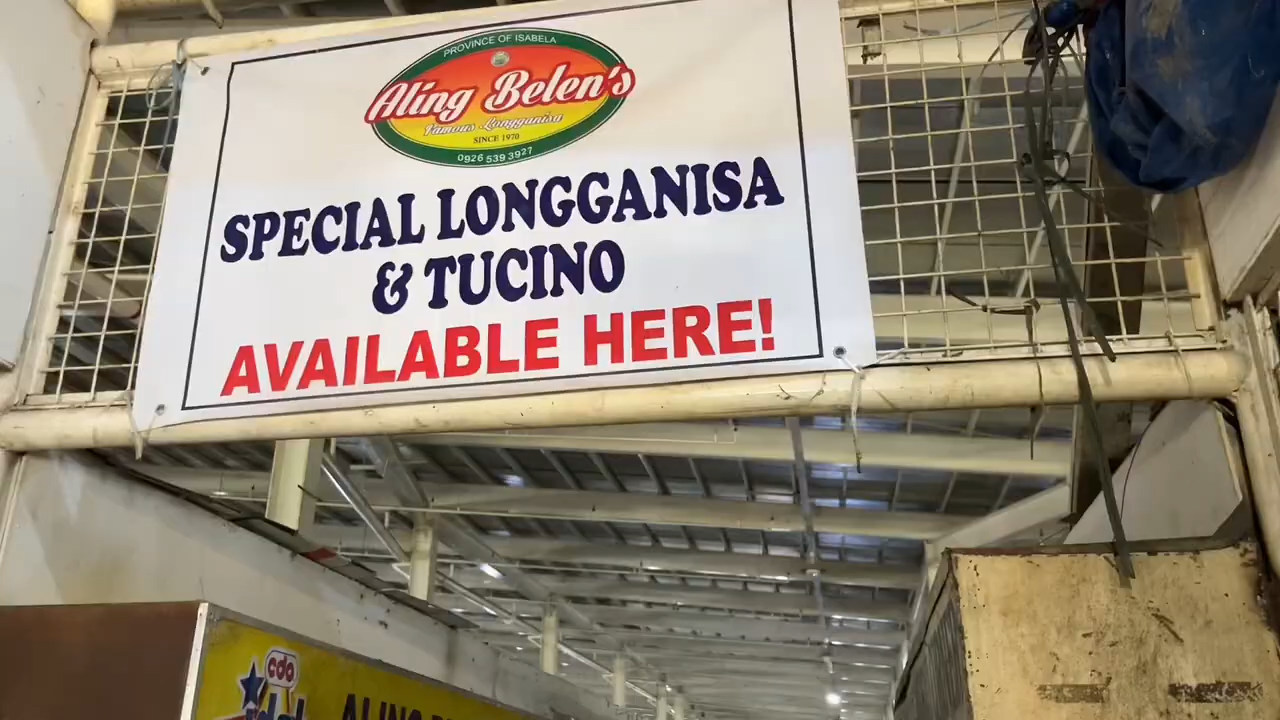 PROVINCE OF ISABELA
Aling Belen's
Famous Longganisa
SINCE 1970
0926 539 3927
SPECIAL LONGGANISA
& TUCINO
AVAILABLE HERE!
cdo